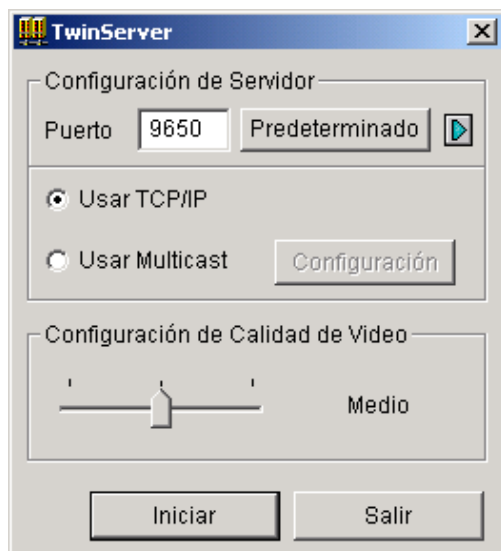 TwinServer
Configuración de Servidor
Puerto 9650 Predeterminado
Usar TCP/IP
Usar Multicast Configuración
Configuración de Calidad de Video
Medio
Iniciar Salir